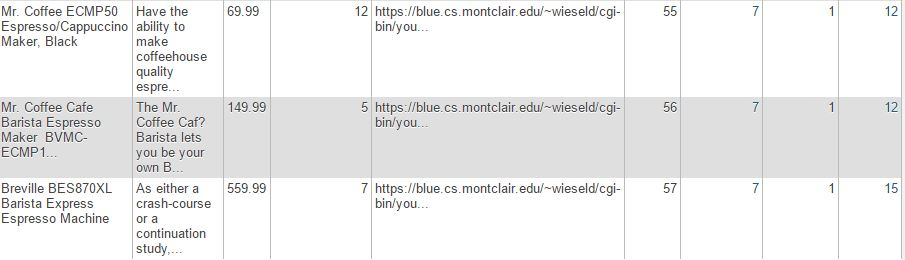 Mr. Coffee ECMP50 Espresso/Cappuccino Maker, Black	Have the ability to make coffeehouse quality espre...	69.99	12	https://blue.cs.montclair.edu/~wieseld/cgi-bin/you...	55	7	1	12
Mr. Coffee Cafe Barista Espresso Maker BVMC-ECMP1...	The Mr. Coffee Caf? Barista lets you be your own B...	149.99	5	https://blue.cs.montclair.edu/~wieseld/cgi-bin/you...	56	7	1	12
Breville BES870XL Barista Express Espresso Machine	As either a crash-course or a continuation study,...	559.99	7	https://blue.cs.montclair.edu/~wieseld/cgi-bin/you...	57	7	1	15